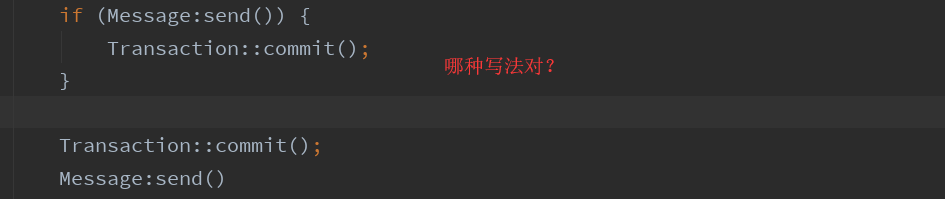 if (Message:send()) {
Transaction::commit();
哪种写法对?
}
Transaction::commit();
Message:send()